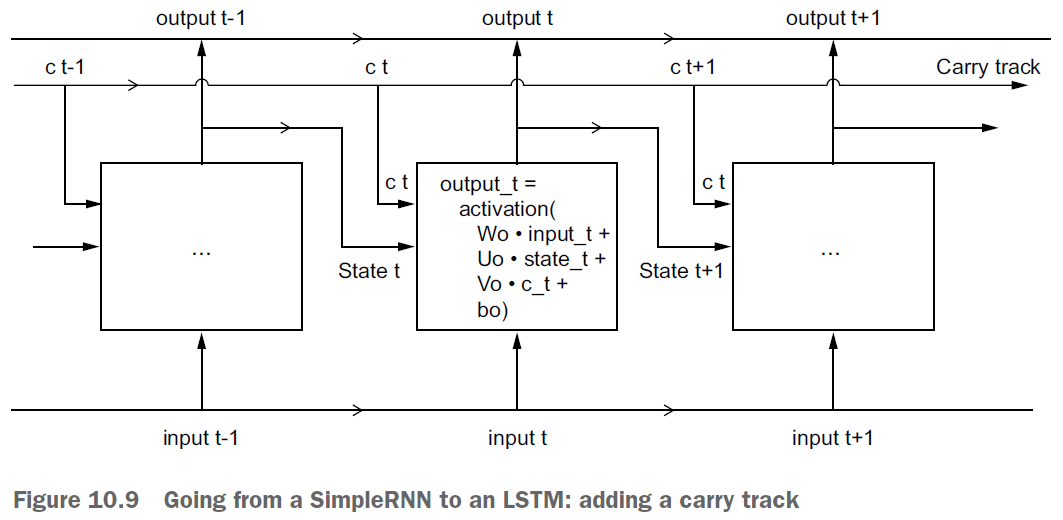 output t-1
output t
output t+1
c t-1
c t
c t+1
Carry track
c t
output_t =
activation(
Wo • input_t +
Uo • state_t +
Vo • c_t +
bo)
c t
...
...
State t
State t+1
input t-1
input t
input t+1
Figure 10.9 Going from a SimpleRNN to an LSTM: adding a carry track